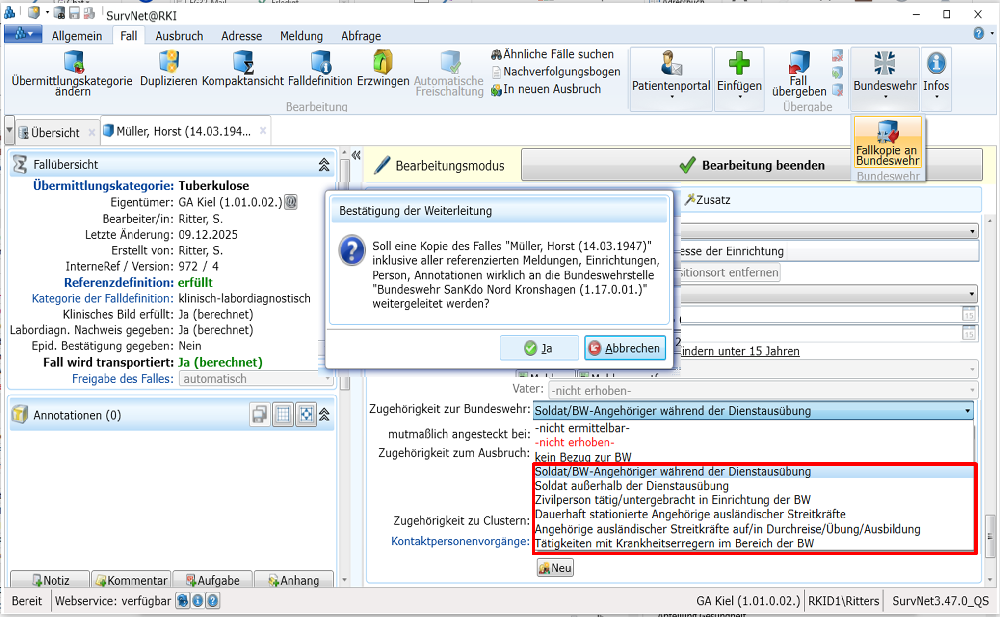 SurvNet@RKI
Allgemein
Fall
Ausbruch
Adresse
Meldung
Abfrage
Übermittlungskategorie
ändern
Duplizieren
Kompaktansicht
Falldefinition
Erzwingen
Automatische
Freischaltung
Ähnliche Fälle suchen
Nachverfolgungsbogen
In neuen Ausbruch
Bearbeitung
Patientenportal
Einfügen
Fall
übergeben
Übergabe
Bundeswehr
Infos
Fallkopie an
Bundeswehr
Bundeswehr
Übersicht
Müller, Horst (14.03.194...
Fallübersicht
Übermittlungskategorie: Tuberkulose
Eigentümer: GA Kiel (1.01.0.02.)
Bearbeiter/in: Ritter, S.
Letzte Änderung: 09.12.2025
Erstellt von: Ritter, S.
InterneRef / Version: 972 / 4
Referenzdefinition: erfüllt
Kategorie der Falldefinition: klinisch-labordiagnostisch
Klinisches Bild erfüllt: Ja (berechnet)
Labordiagn. Nachweis gegeben: Ja (berechnet)
Epid. Bestätigung gegeben: Nein
Fall wird transportiert: Ja (berechnet)
Freigabe des Falles: automatisch
Annotationen (0)
Notiz
Kommentar
Aufgabe
Anhang
Bearbeitungsmodus
Bearbeitung beenden
Zusatz
esse der Einrichtung
sitionsort entfernen
15
15
indern unter 15 Jahren
Bestätigung der Weiterleitung
Soll eine Kopie des Falles "Müller, Horst (14.03.1947)"
inklusive aller referenzierten Meldungen, Einrichtungen,
Person, Annotationen wirklich an die Bundeswehrstelle
"Bundeswehr SanKdo Nord Kronshagen (1.17.0.01.)"
weitergeleitet werden?
Ja
Abbrechen
Vater: -nicht erhoben-
Zugehörigkeit zur Bundeswehr: Soldat/BW-Angehöriger während der Dienstausübung
-nicht ermittelbar-
mutmaßlich angesteckt bei:
-nicht erhoben-
Zugehörigkeit zum Ausbruch:
kein Bezug zur BW
Soldat/BW-Angehöriger während der Dienstausübung
Soldat außerhalb der Dienstausübung
Zivilperson tätig/untergebracht in Einrichtung der BW
Dauerhaft stationierte Angehörige ausländischer Streitkräfte
Zugehörigkeit zu Clustern:
Angehörige ausländischer Streitkräfte auf/in Durchreise/Übung/Ausbildung
Kontaktpersonenvorgänge:
Tätigkeiten mit Krankheitserregern im Bereich der BW
Neu
Bereit
Webservice: verfügbar
GA Kiel (1.01.0.02.)
RKID1\Ritters
SurvNet3.47.0_QS